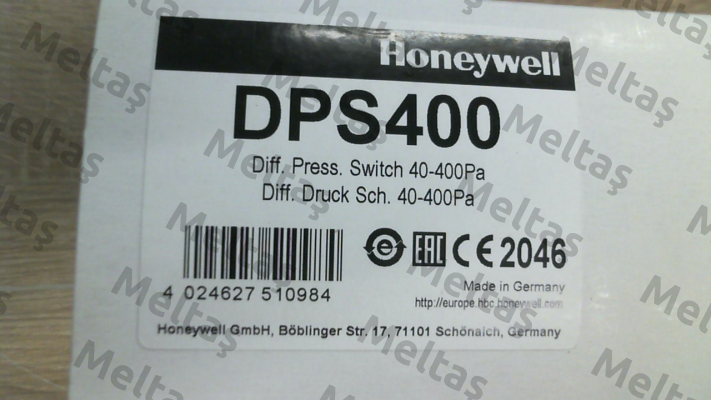 Honeywell
DPS400
Diff. Press. Switch 40-400Pa
Diff. Druck Sch. 40-400Pa
EAC CE 2046
4 024627 510984
Made in Germany
http://europe.hbc.honeywell.com
Honeywell GmbH, Böblinger Str. 17, 71101 Schönaich, Germany
Meltaş